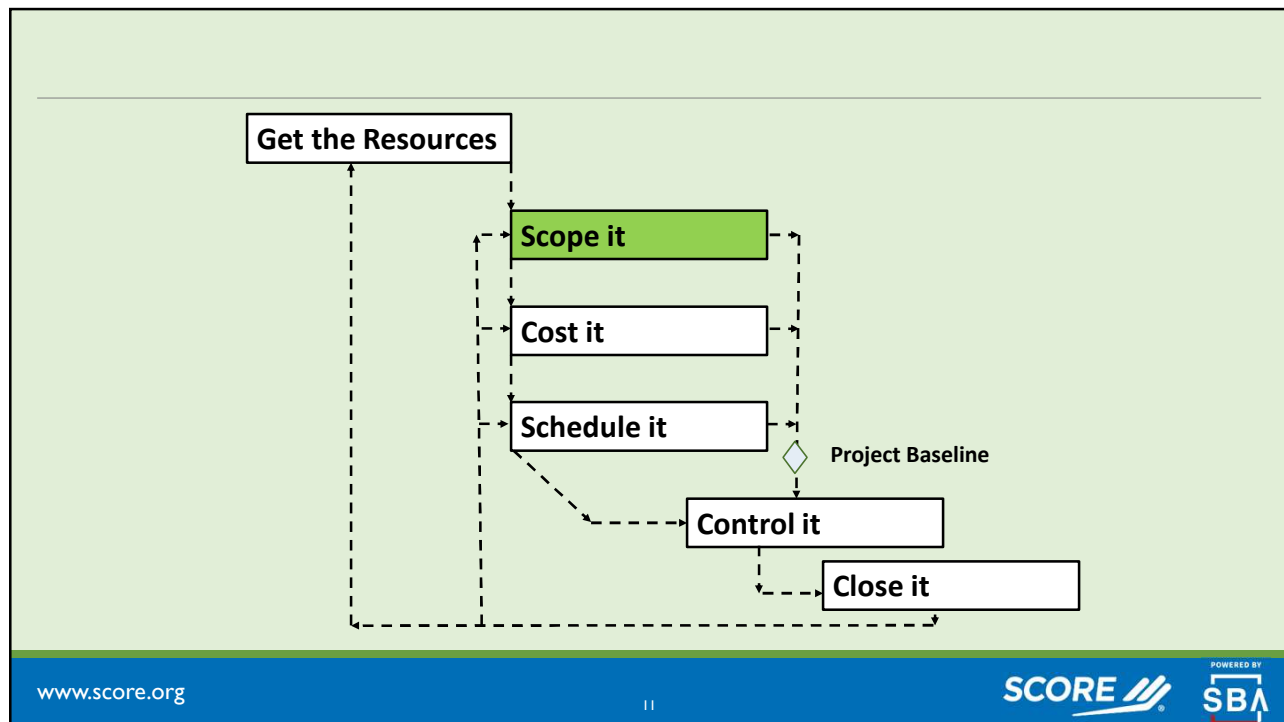 Get the Resources
Scope it
Cost it
Schedule it
Project Baseline
Control it
Close it
www.score.org
11
SCORE
POWERED BY
SBA